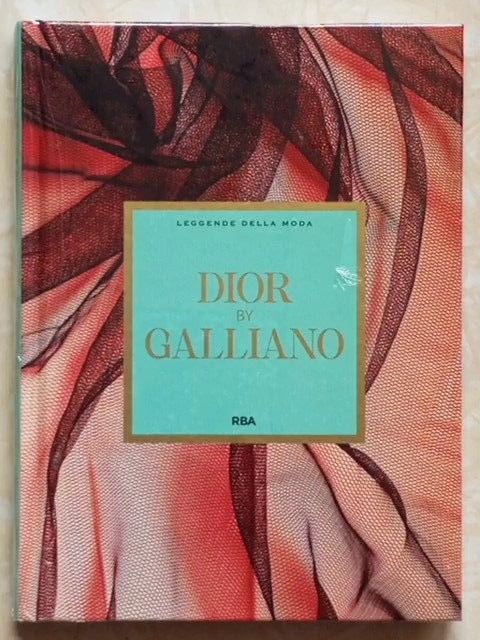 LEGGENDE DELLA MODA
DIOR
BY
GALLIANO
RBA